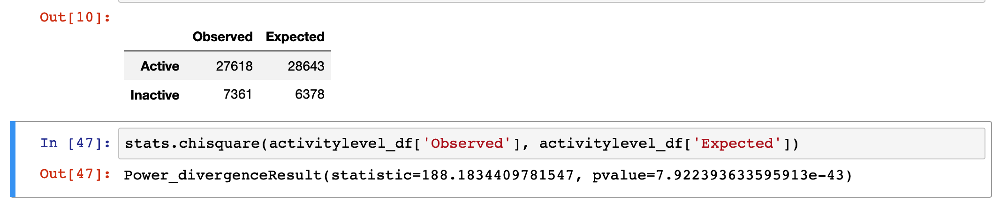 Out[10]:
Observed Expected
Active 27618 28643
Inactive 7361 6378
In [47]: stats.chisquare(activitylevel_df['Observed'], activitylevel_df['Expected'])
Out[47]: Power_divergenceResult(statistic=188.1834409781547, pvalue=7.922393633595913e-43)